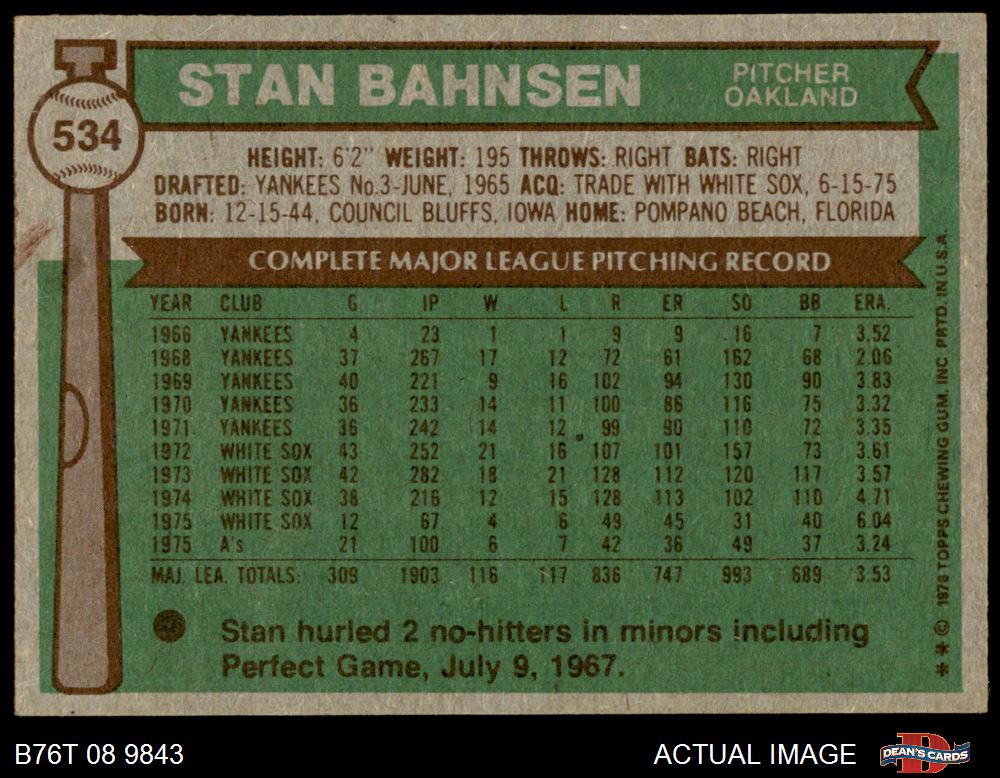 STAN BAHNSEN
PITCHER
OAKLAND
534
HEIGHT: 6'2" WEIGHT: 195 THROWS: RIGHT BATS: RIGHT
DRAFTED: YANKEES No.3-JUNE, 1965 ACQ: TRADE WITH WHITE SOX, 6-15-75
BORN: 12-15-44, COUNCIL BLUFFS, IOWA HOME: POMPANO BEACH, FLORIDA
COMPLETE MAJOR LEAGUE PITCHING RECORD
YEAR CLUB G IP W L R ER SO BB ERA.
1966 YANKEES 4 23 1 1 9 9 16 7 3.52
1968 YANKEES 37 267 17 12 72 61 162 68 2.06
1969 YANKEES 40 221 9 16 102 94 130 90 3.83
1970 YANKEES 36 233 14 11 100 86 116 75 3.32
1971 YANKEES 36 242 14 12 99 90 110 72 3.35
1972 WHITE SOX 43 252 21 16 107 101 157 73 3.61
1973 WHITE SOX 42 282 18 21 128 112 120 117 3.57
1974 WHITE SOX 38 216 12 15 128 113 102 110 4.71
1975 WHITE SOX 12 67 4 6 49 45 31 40 6.04
1975 A's 21 100 6 7 42 36 49 37 3.24
MAJ. LEA. TOTALS: 309 1903 116 117 836 747 993 689 3.53
Stan hurled 2 no-hitters in minors including
Perfect Game, July 9, 1967.
** © 1976 TOPPS CHEWING GUM, INC. PRTD. IN U.S.A.
B76T 08 9843
ACTUAL IMAGE
DEAN'S CARDS